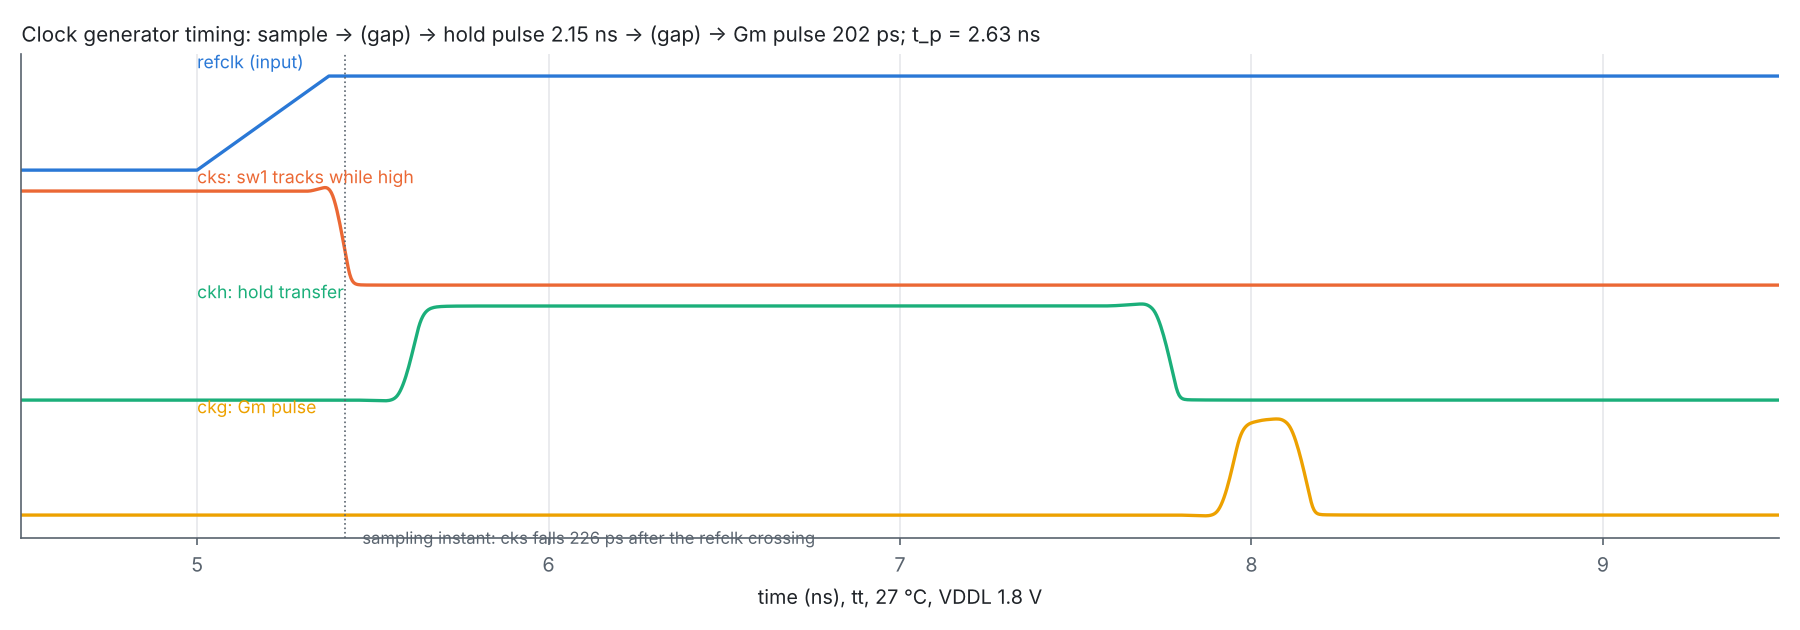 Clock generator timing: sample → (gap) → hold pulse 2.15 ns → (gap) → Gm pulse 202 ps; t_p = 2.63 ns
refclk (input)
cks: sw1 tracks while high
ckh: hold transfer
ckg: Gm pulse
sampling instant: cks falls 226 ps after the refclk crossing
5 6 7 8 9
time (ns), tt, 27 °C, VDDL 1.8 V